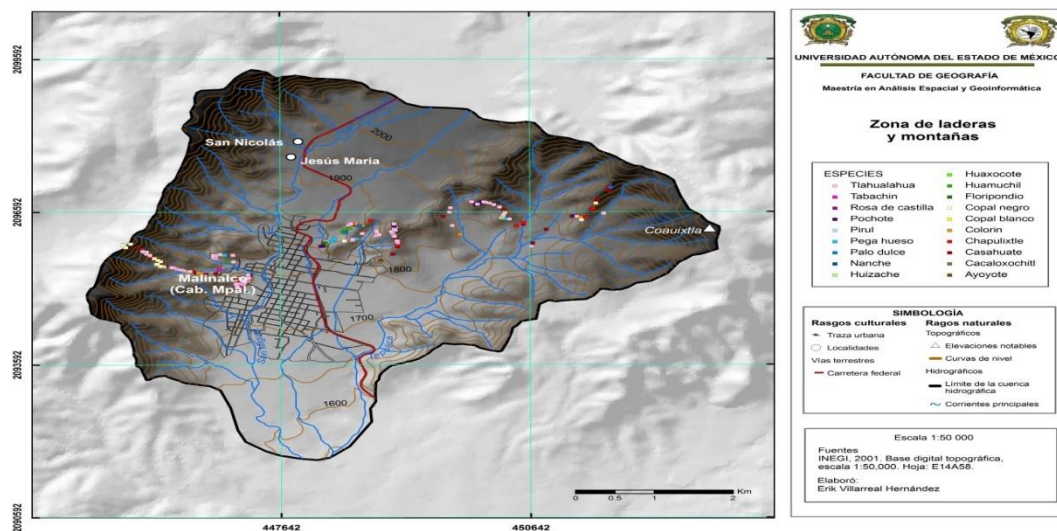 2099592
2096592
2093592
2090592
447642
450642
San Nicolás
Jesús María
2000
1900
1800
1700
1600
Coauixtla
Malinalco
(Cab. Mpal.)
0 0.5 1 2
Km
UNIVERSIDAD AUTÓNOMA DEL ESTADO DE MÉXICO
FACULTAD DE GEOGRAFÍA
Maestría en Análisis Espacial y Geoinformática
Zona de laderas
y montañas
ESPECIES
Tlahualahua
Tabachin
Rosa de castilla
Pochote
Pirul
Pega hueso
Palo dulce
Nanche
Huizache
Huaxocote
Huamuchil
Floripondio
Copal negro
Copal blanco
Colorin
Chapulixtle
Casahuate
Cacaloxochitl
Ayoyote
SIMBOLOGÍA
Rasgos culturales
Traza urbana
Localidades
Vías terrestres
Carretera federal
Ragos naturales
Topográficos
Elevaciones notables
Curvas de nivel
Hidrográficos
Límite de la cuenca
hidrográfica
Corrientes principales
Escala 1:50 000
Fuentes
INEGI, 2001. Base digital topográfica,
escala 1:50,000. Hoja: E14A58.
Elaboró:
Erik Villarreal Hernández